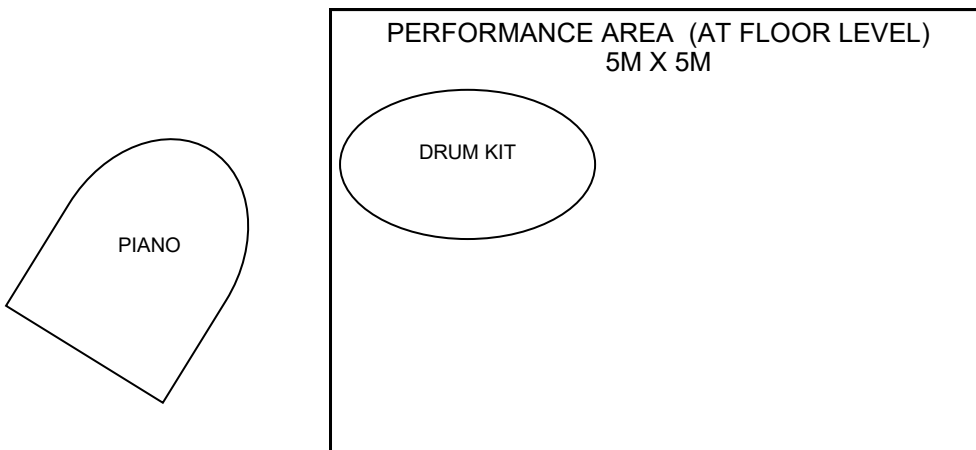 PERFORMANCE AREA (AT FLOOR LEVEL)
5M X 5M
DRUM KIT
PIANO